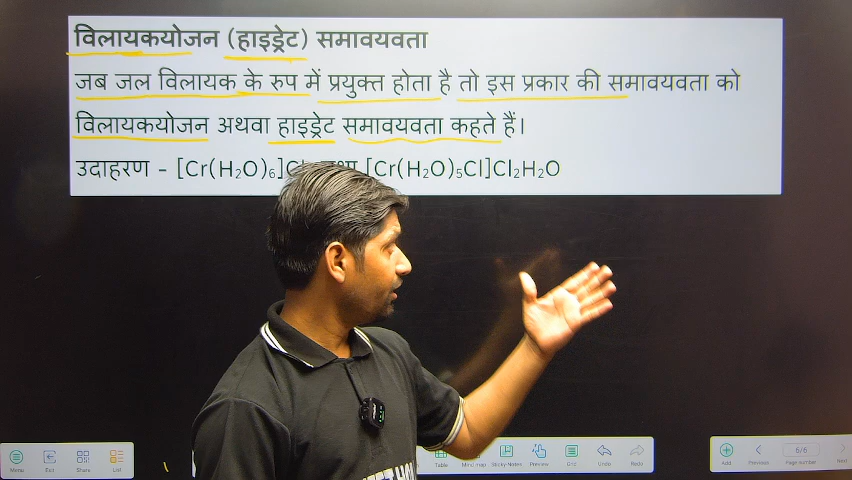 विलायकयोजन (हाइड्रेट) समावयवता
जब जल विलायक के रुप में प्रयुक्त होता है तो इस प्रकार की समावयवता को
विलायकयोजन अथवा हाइड्रेट समावयवता कहते हैं।
उदाहरण – [Cr(H₂O)₆] [Cr(H₂O)₅Cl]Cl₂H₂O
Menu Exit Share List Table Mind map Sticky-Notes Preview Grid Undo Redo Add Previous 6/6 Page number Next